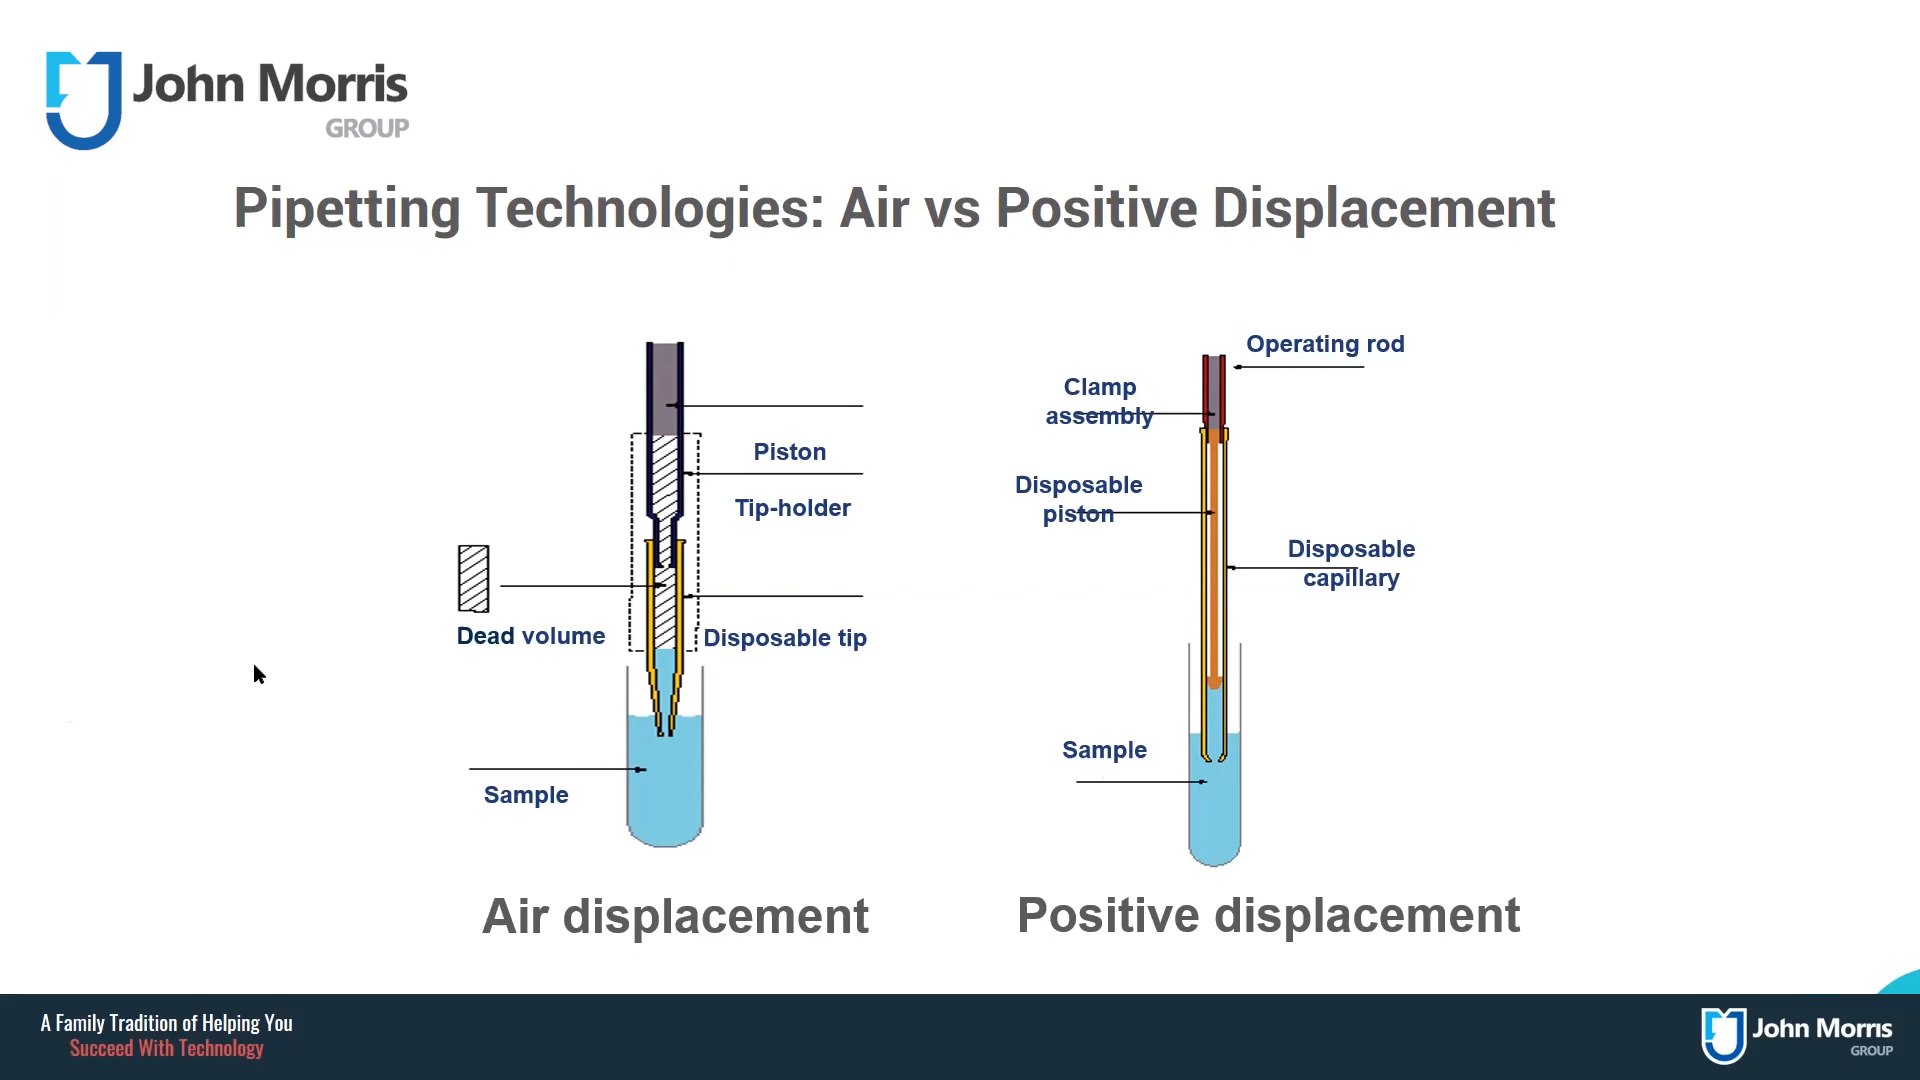 John Morris
GROUP
Pipetting Technologies: Air vs Positive Displacement
Piston
Tip-holder
Dead volume
Disposable tip
Sample
Air displacement
Operating rod
Clamp
assembly
Disposable
piston
Disposable
capillary
Sample
Positive displacement
A Family Tradition of Helping You
Succeed With Technology
John Morris
GROUP